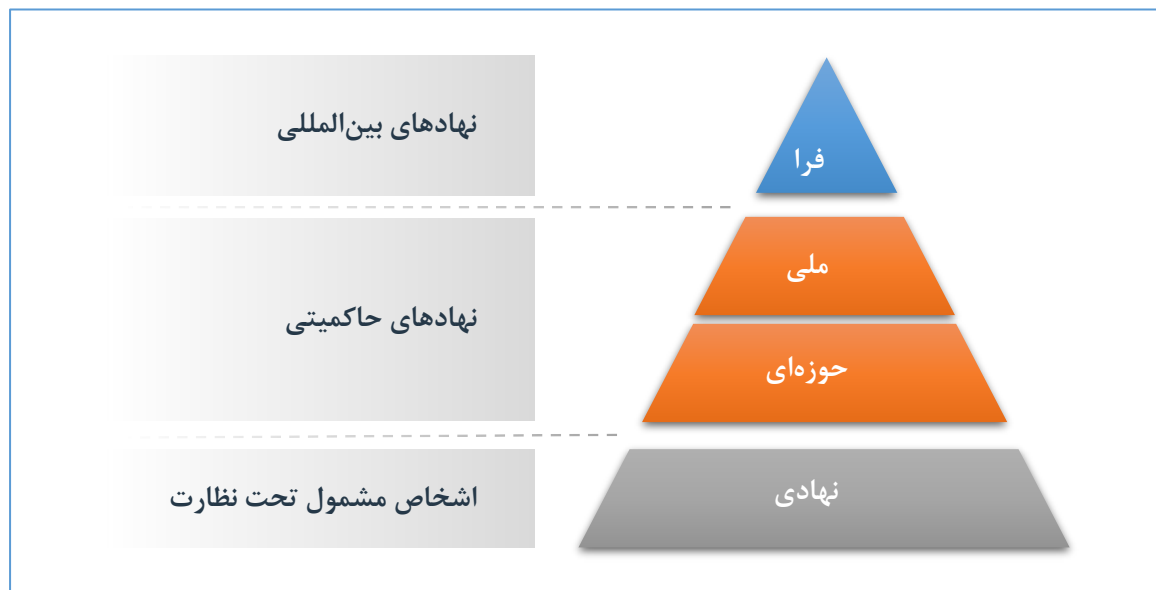 فرا
نهادهای بین‌المللی
ملی
حوزه‌ای
نهادهای حاکمیتی
نهادی
اشخاص مشمول تحت نظارت